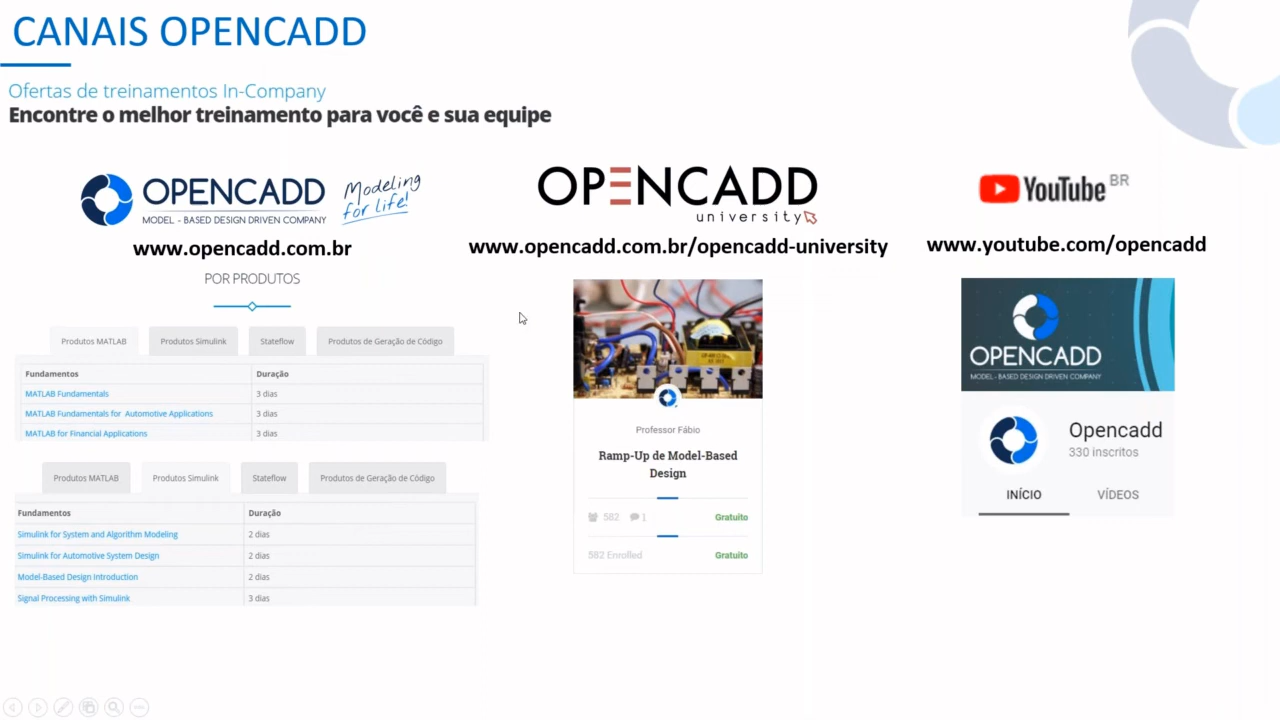 CANAIS OPENCADD
Ofertas de treinamentos In-Company
Encontre o melhor treinamento para você e sua equipe
OPENCADD
MODEL - BASED DESIGN DRIVEN COMPANY
Modeling
for life!
www.opencadd.com.br
POR PRODUTOS
Produtos MATLAB Produtos Simulink Stateflow Produtos de Geração de Código
Fundamentos Duração
MATLAB Fundamentals 3 dias
MATLAB Fundamentals for Automotive Applications 3 dias
MATLAB for Financial Applications 3 dias
Produtos MATLAB Produtos Simulink Stateflow Produtos de Geração de Código
Fundamentos Duração
Simulink for System and Algorithm Modeling 2 dias
Simulink for Automotive System Design 2 dias
Model-Based Design Introduction 2 dias
Signal Processing with Simulink 3 dias
OPENCADD
university
www.opencadd.com.br/opencadd-university
Professor Fábio
Ramp-Up de Model-Based
Design
582 1 Gratuito
582 Enrolled Gratuito
YouTube BR
www.youtube.com/opencadd
OPENCADD
MODEL - BASED DESIGN DRIVEN COMPANY
Opencadd
330 inscritos
INÍCIO VÍDEOS